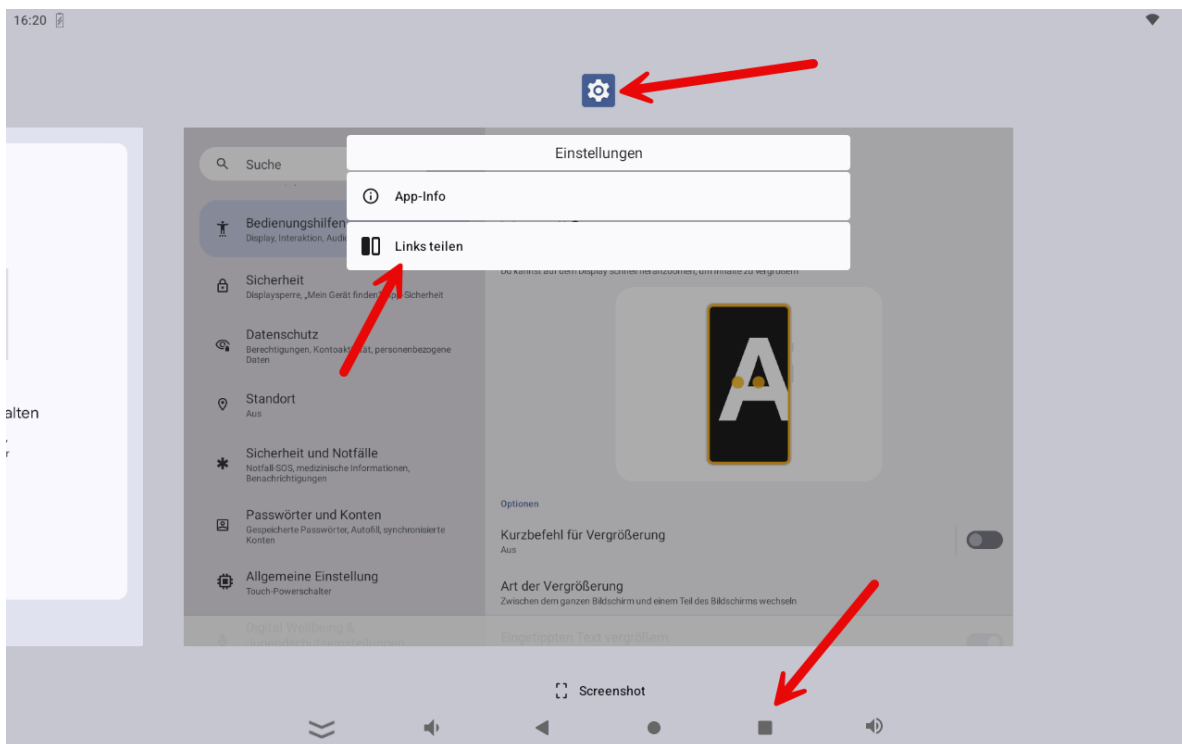 16:20
Einstellungen
App-Info
Links teilen
Suche
Bedienungshilfen
Display, Interaktion, Audio
Du kannst auf dem Display schnell heranzoomen, um Inhalte zu vergrößern
Sicherheit
Displaysperre, „Mein Gerät finden", App-Sicherheit
Datenschutz
Berechtigungen, Kontoaktivität, personenbezogene
Daten
Standort
Aus
Sicherheit und Notfälle
Notfall-SOS, medizinische Informationen,
Benachrichtigungen
Passwörter und Konten
Gespeicherte Passwörter, Autofill, synchronisierte
Konten
Allgemeine Einstellung
Touch-Powerschalter
Digital Wellbeing &
Jugendschutzeinstellungen
alten
r
A
Optionen
Kurzbefehl für Vergrößerung
Aus
Art der Vergrößerung
Zwischen dem ganzen Bildschirm und einem Teil des Bildschirms wechseln
Eingetippten Text vergrößern
Screenshot